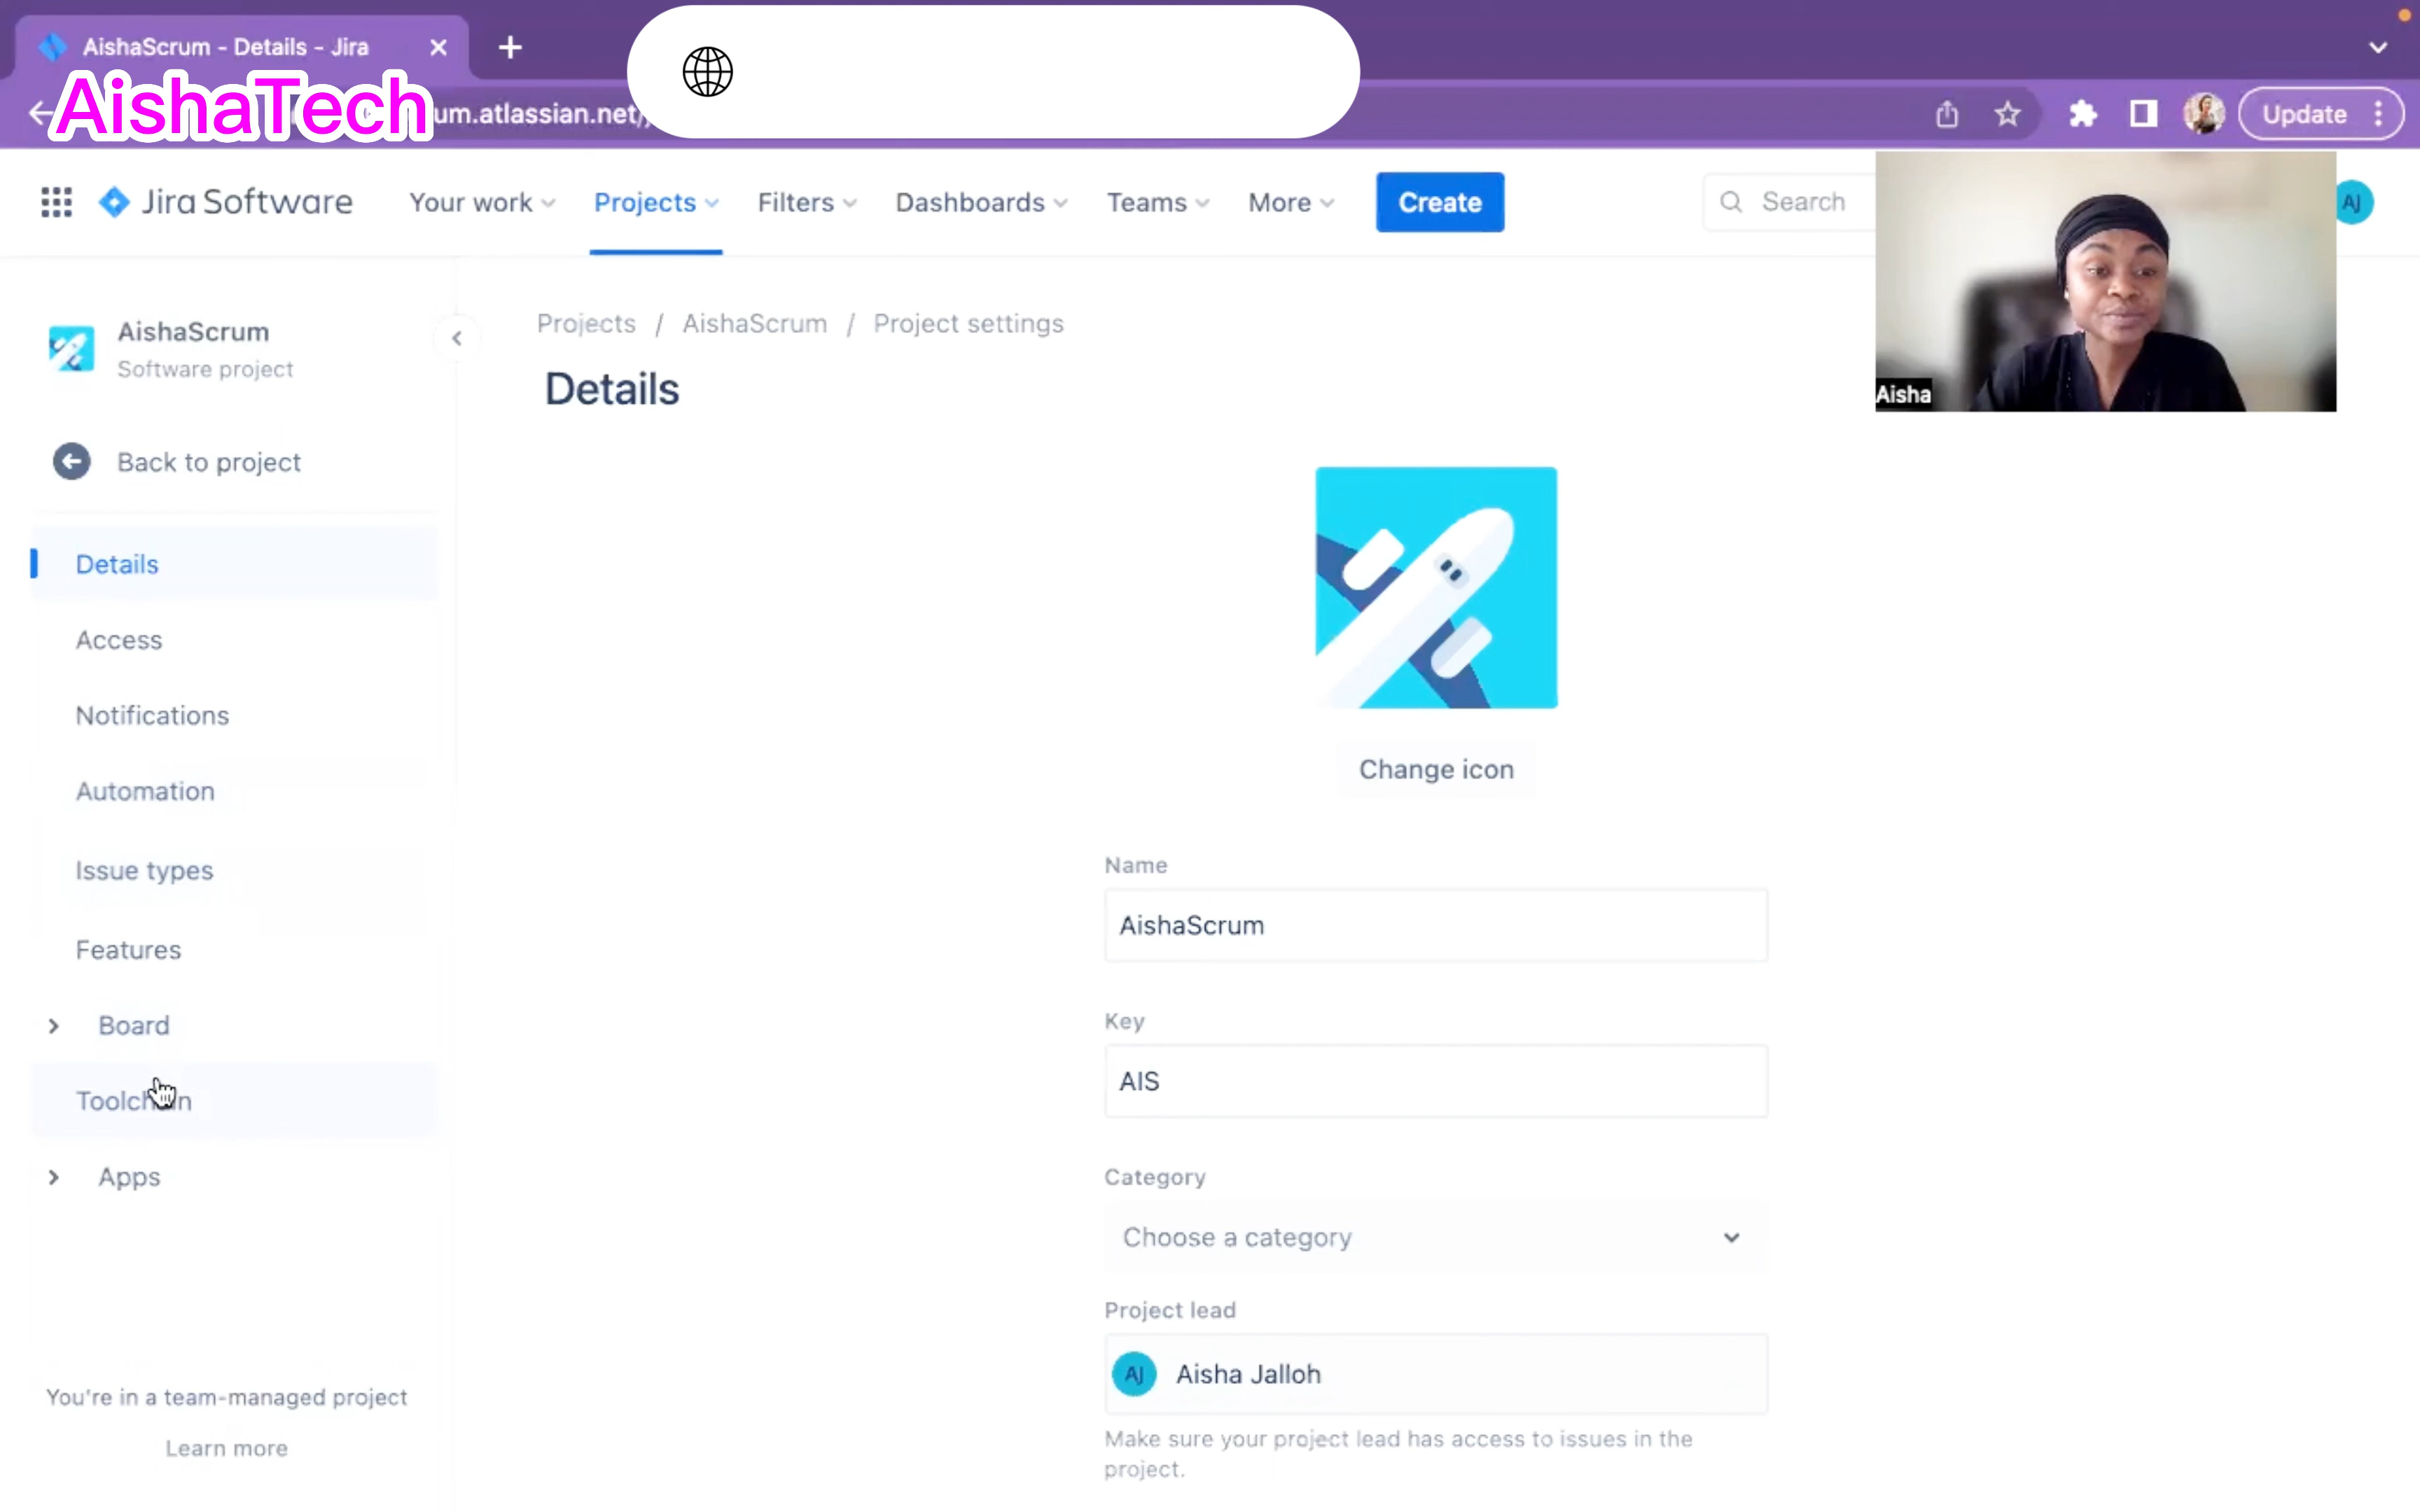 AishaScrum - Details - Jira
AishaTech
um.atlassian.net/
Update
Jira Software
Your work
Projects
Filters
Dashboards
Teams
More
Create
Search
AJ
Aisha
AishaScrum
Software project
Back to project
Details
Access
Notifications
Automation
Issue types
Features
Board
Toolchain
Apps
You're in a team-managed project
Learn more
Projects / AishaScrum / Project settings
Details
Change icon
Name
AishaScrum
Key
AIS
Category
Choose a category
Project lead
AJ Aisha Jalloh
Make sure your project lead has access to issues in the
project.